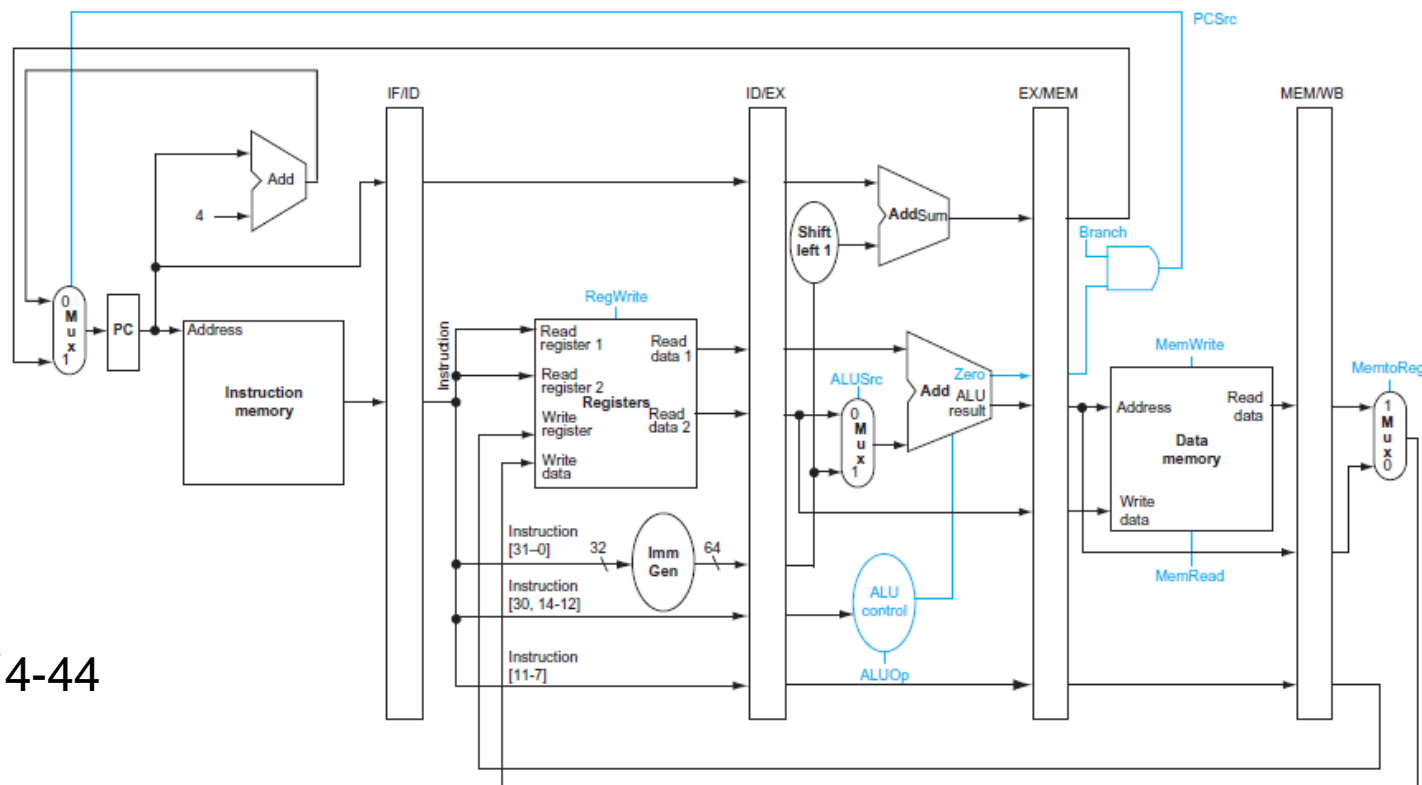 PCSrc
IF/ID
ID/EX
EX/MEM
MEM/WB
Add
4
Shift
left 1
AddSum
Branch
0
M
u
x
1
PC
Address
Instruction
memory
Instruction
RegWrite
Read
register 1
Read
data 1
Read
register 2
Registers
Write
register
Read
data 2
Write
data
ALUSrc
0
M
u
x
1
Zero
Add
ALU
result
MemWrite
Address
Read
data
Data
memory
Write
data
MemRead
MemtoReg
1
M
u
x
0
Instruction
[31–0]
32
Imm
Gen
64
Instruction
[30, 14-12]
ALU
control
Instruction
[11-7]
ALUOp
4-44